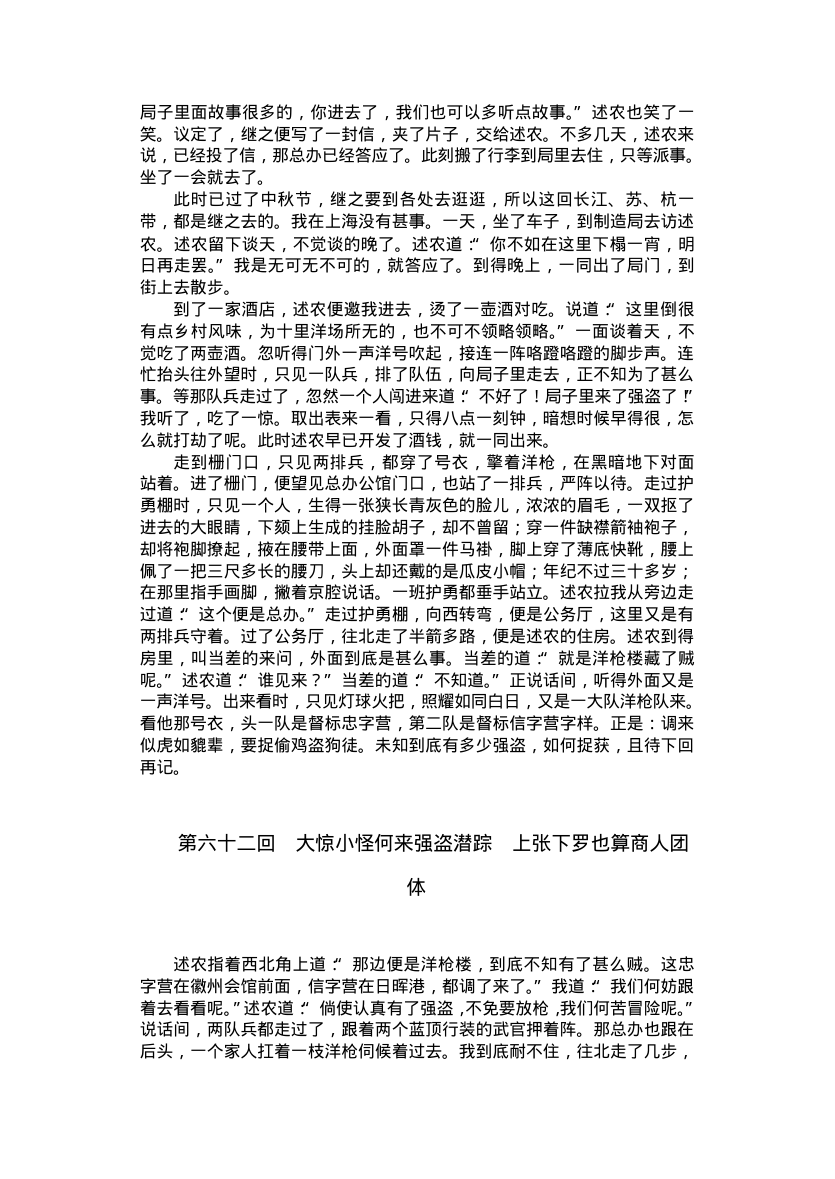 局子里面故事很多的，你进去了，我们也可以多听点故事。”述农也笑了一
笑。议定了，继之便写了一封信，夹了片子，交给述农。不多几天，述农来
说，已经投了信，那总办已经答应了。此刻搬了行李到局里去住，只等派事。
坐了一会就去了。
此时已过了中秋节，继之要到各处去逛逛，所以这回长江、苏、杭一
带，都是继之去的。我在上海没有甚事。一天，坐了车子，到制造局去访述
农。述农留下谈天，不觉谈的晚了。述农道：“你不如在这里下榻一宵，明
日再走罢。”我是无可无不可的，就答应了。到得晚上，一同出了局门，到
街上去散步。
到了一家酒店，述农便邀我进去，烫了一壶酒对吃。说道：“这里倒很
有点乡村风味，为十里洋场所无的，也不可不领略领略。”一面谈着天，不
觉吃了两壶酒。忽听得门外一声洋号吹起，接连一阵咯蹬咯蹬的脚步声。连
忙抬头往外望时，只见一队兵，排了队伍，向局子里走去，正不知为了甚么
事。等那队兵走过了，忽然一个人闯进来道：“不好了！局子里来了强盗了！”
我听了，吃了一惊。取出表来一看，只得八点一刻钟，暗想时候早得很，怎
么就打劫了呢。此时述农早已开发了酒钱，就一同出来。
走到栅门口，只见两排兵，都穿了号衣，擎着洋枪，在黑暗地下对面
站着。进了栅门，便望见总办公馆门口，也站了一排兵，严阵以待。走过护
勇棚时，只见一个人，生得一张狭长青灰色的脸儿，浓浓的眉毛，一双抠了
进去的大眼睛，下颏上生成的挂脸胡子，却不曾留；穿一件缺襟箭袖袍子，
却将袍脚撩起，掖在腰带上面，外面罩一件马褂，脚上穿了薄底快靴，腰上
佩了一把三尺多长的腰刀，头上却还戴的是瓜皮小帽；年纪不过三十多岁；
在那里指手画脚，撇着京腔说话。一班护勇都垂手站立。述农拉我从旁边走
过道：“这个便是总办。”走过护勇棚，向西转弯，便是公务厅，这里又是有
两排兵守着。过了公务厅，往北走了半箭多路，便是述农的住房。述农到得
房里，叫当差的来问，外面到底是甚么事。当差的道：“就是洋枪楼藏了贼
呢。”述农道：“谁见来？”当差的道：“不知道。”正说话间，听得外面又是
一声洋号。出来看时，只见灯球火把，照耀如同白日，又是一大队洋枪队来。
看他那号衣，头一队是督标忠字营，第二队是督标信字营字样。正是：调来
似虎如貔辈，要捉偷鸡盗狗徒。未知到底有多少强盗，如何捉获，且待下回
再记。
第六十二回　大惊小怪何来强盗潜踪　上张下罗也算商人团
体
述农指着西北角上道：“那边便是洋枪楼，到底不知有了甚么贼。这忠
字营在徽州会馆前面，信字营在日晖港，都调了来了。”我道：“我们何妨跟
着去看看呢。”述农道：“倘使认真有了强盗，不免要放枪，我们何苦冒险呢。”
说话间，两队兵都走过了，跟着两个蓝顶行装的武官押着阵。那总办也跟在
后头，一个家人扛着一枝洋枪伺候着过去。我到底耐不住，往北走了几步，